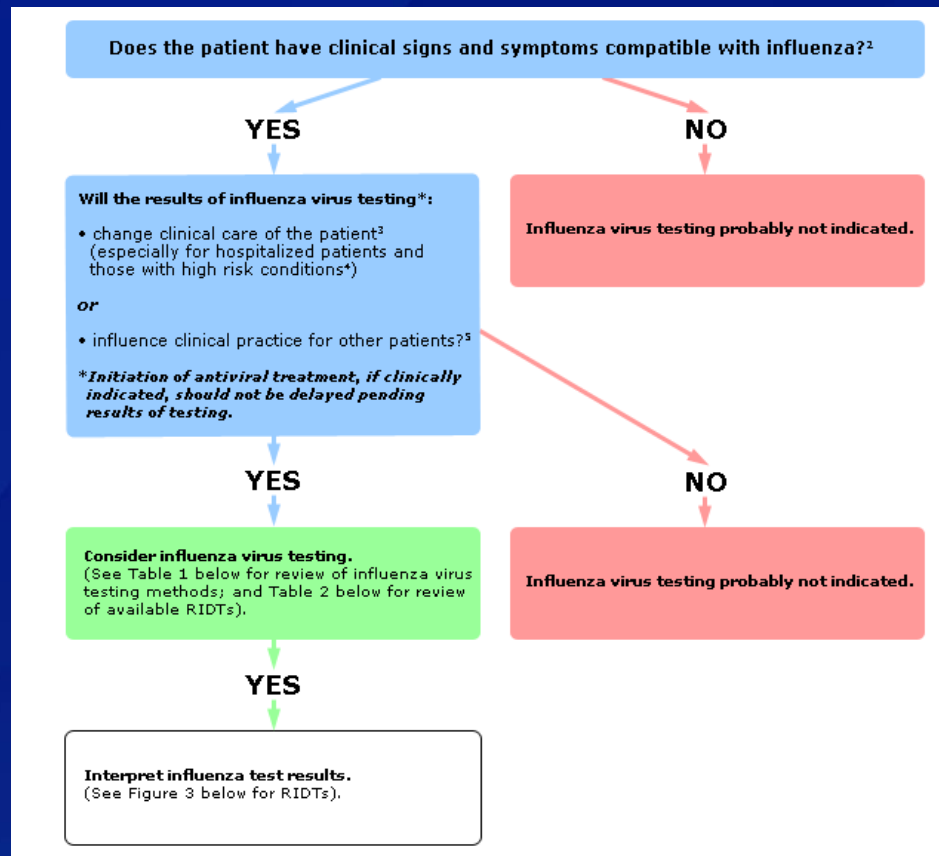 Does the patient have clinical signs and symptoms compatible with influenza?²
YES
NO
Will the results of influenza virus testing*:
• change clinical care of the patient³
(especially for hospitalized patients and
those with high risk conditions⁴)
or
• influence clinical practice for other patients?⁵
*Initiation of antiviral treatment, if clinically
indicated, should not be delayed pending
results of testing.
Influenza virus testing probably not indicated.
YES
NO
Consider influenza virus testing.
(See Table 1 below for review of influenza virus
testing methods; and Table 2 below for review
of available RIDTs).
Influenza virus testing probably not indicated.
YES
Interpret influenza test results.
(See Figure 3 below for RIDTs).